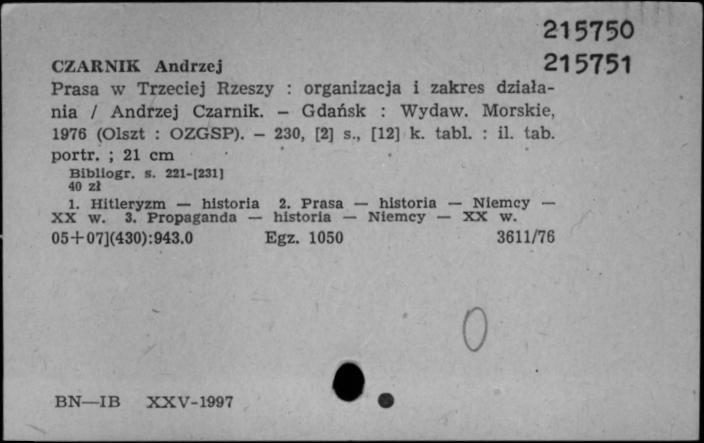 215750
CZARNIK Andrzej 215751
Prasa w Trzeciej Rzeszy : organizacja i zakres działa-
nia / Andrzej Czarnik. – Gdańsk : Wydaw. Morskie,
1976 (Olszt : OZGSP). – 230, [2] s., [12] k. tabl. : il. tab.
portr. ; 21 cm
Bibliogr. s. 221-[231]
40 zł
1. Hitleryzm — historia 2. Prasa — historia — Niemcy —
XX w. 3. Propaganda — historia — Niemcy — XX w.
05+07](430):943.0 Egz. 1050 3611/76
BN—IB XXV-1997